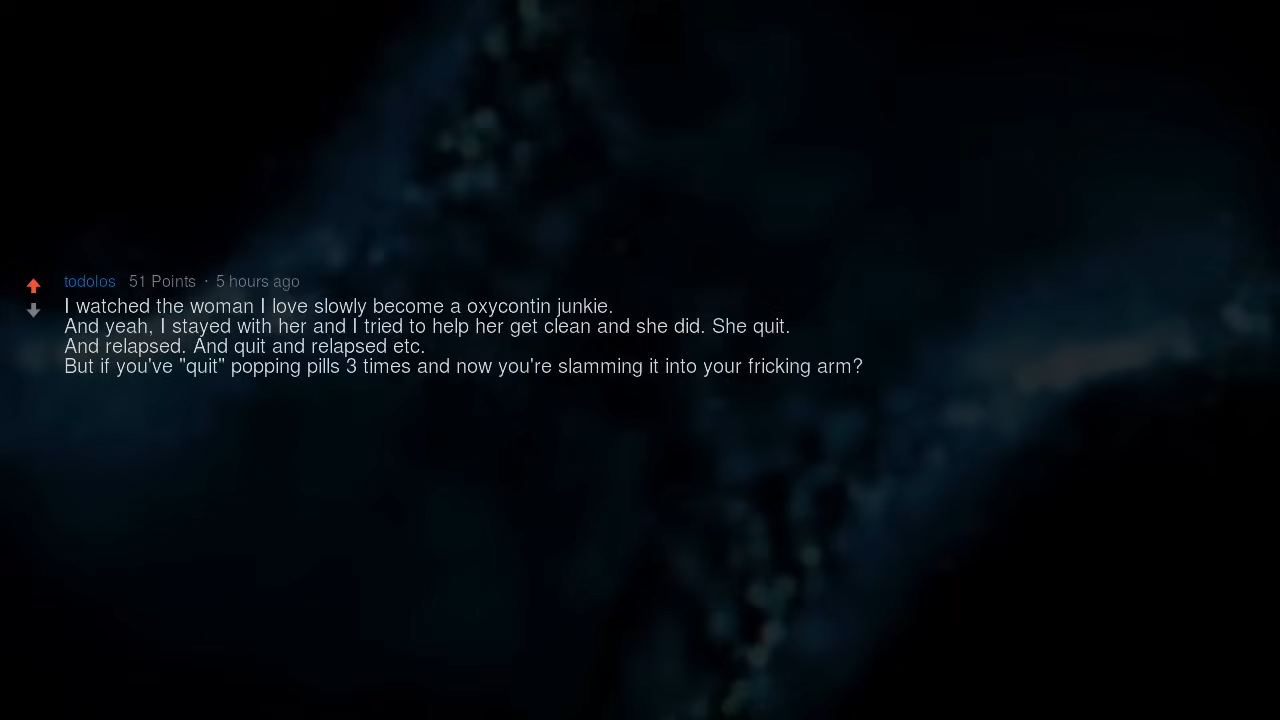 todolos 51 Points · 5 hours ago
I watched the woman I love slowly become a oxycontin junkie.
And yeah, I stayed with her and I tried to help her get clean and she did. She quit.
And relapsed. And quit and relapsed etc.
But if you've "quit" popping pills 3 times and now you're slamming it into your fricking arm?